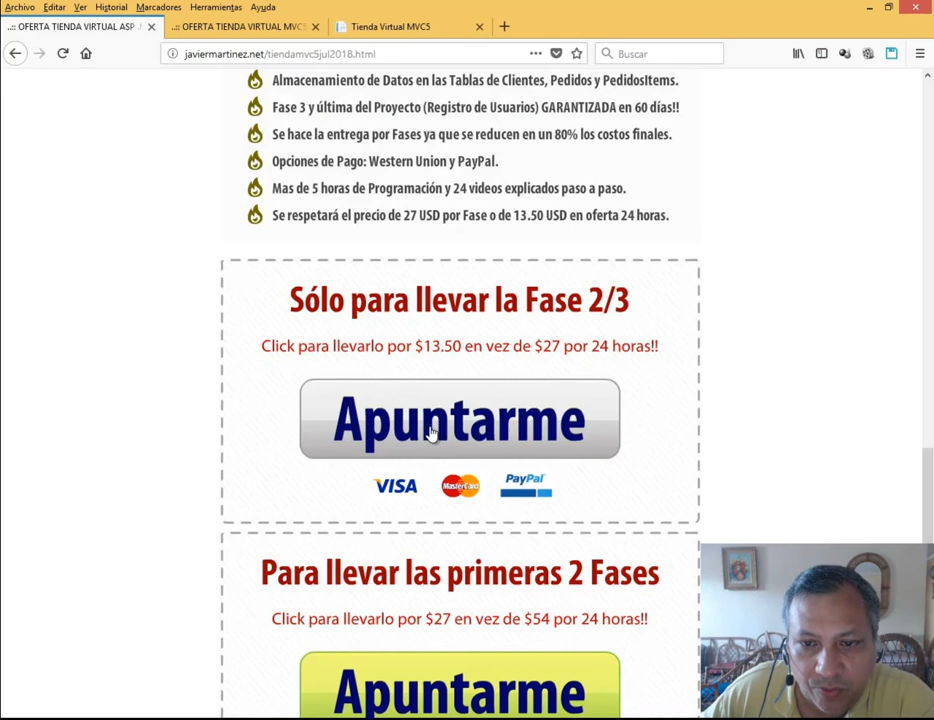 Archivo Editar Ver Historial Marcadores Herramientas Ayuda
..:: OFERTA TIENDA VIRTUAL ASP
..:: OFERTA TIENDA VIRTUAL MVC5
Tienda Virtual MVC5
javiermartinez.net/tiendamvc5jul2018.html
Buscar
Almacenamiento de Datos en las Tablas de Clientes, Pedidos y PedidosItems.
Fase 3 y última del Proyecto (Registro de Usuarios) GARANTIZADA en 60 días!!
Se hace la entrega por Fases ya que se reducen en un 80% los costos finales.
Opciones de Pago: Western Union y PayPal.
Mas de 5 horas de Programación y 24 videos explicados paso a paso.
Se respetará el precio de 27 USD por Fase o de 13.50 USD en oferta 24 horas.
Sólo para llevar la Fase 2/3
Click para llevarlo por $13.50 en vez de $27 por 24 horas!!
Apuntarme
VISA MasterCard PayPal
Para llevar las primeras 2 Fases
Click para llevarlo por $27 en vez de $54 por 24 horas!!
Apuntarme